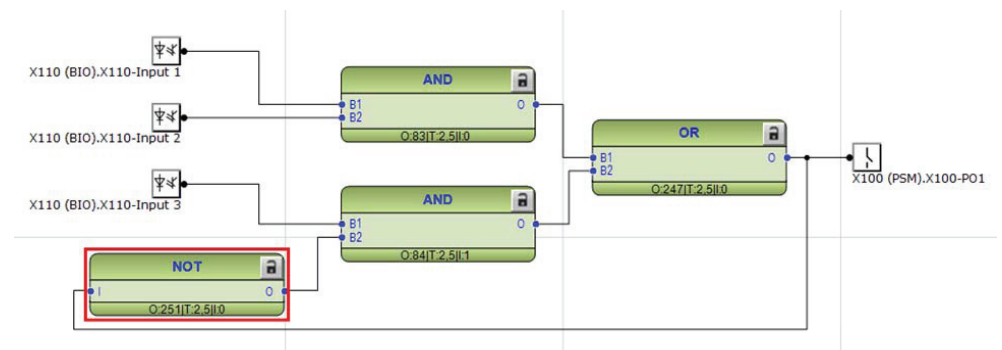 X110 (BIO).X110-Input 1
AND
B1
B2
O
O:83|T:2,5|I:0
X110 (BIO).X110-Input 2
OR
B1
B2
O
O:247|T:2,5|I:0
X100 (PSM).X100-PO1
X110 (BIO).X110-Input 3
AND
B1
B2
O
O:84|T:2,5|I:1
NOT
I
O
O:251|T:2,5|I:0